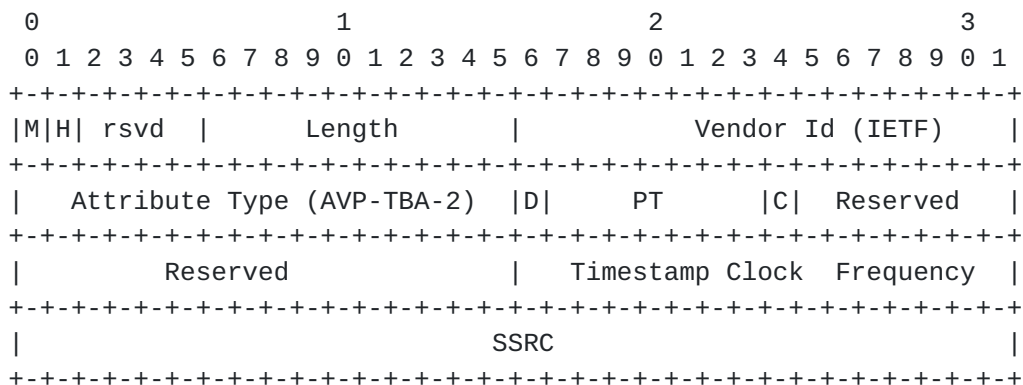 0                   1                   2                   3
 0 1 2 3 4 5 6 7 8 9 0 1 2 3 4 5 6 7 8 9 0 1 2 3 4 5 6 7 8 9 0 1
+-+-+-+-+-+-+-+-+-+-+-+-+-+-+-+-+-+-+-+-+-+-+-+-+-+-+-+-+-+-+-+-+
|M|H| rsvd  |      Length       |           Vendor Id (IETF)    |
+-+-+-+-+-+-+-+-+-+-+-+-+-+-+-+-+-+-+-+-+-+-+-+-+-+-+-+-+-+-+-+-+
|   Attribute Type (AVP-TBA-2)  |D|     PT      |C|  Reserved   |
+-+-+-+-+-+-+-+-+-+-+-+-+-+-+-+-+-+-+-+-+-+-+-+-+-+-+-+-+-+-+-+-+
|         Reserved              |   Timestamp Clock  Frequency  |
+-+-+-+-+-+-+-+-+-+-+-+-+-+-+-+-+-+-+-+-+-+-+-+-+-+-+-+-+-+-+-+-+
|                              SSRC                             |
+-+-+-+-+-+-+-+-+-+-+-+-+-+-+-+-+-+-+-+-+-+-+-+-+-+-+-+-+-+-+-+-+